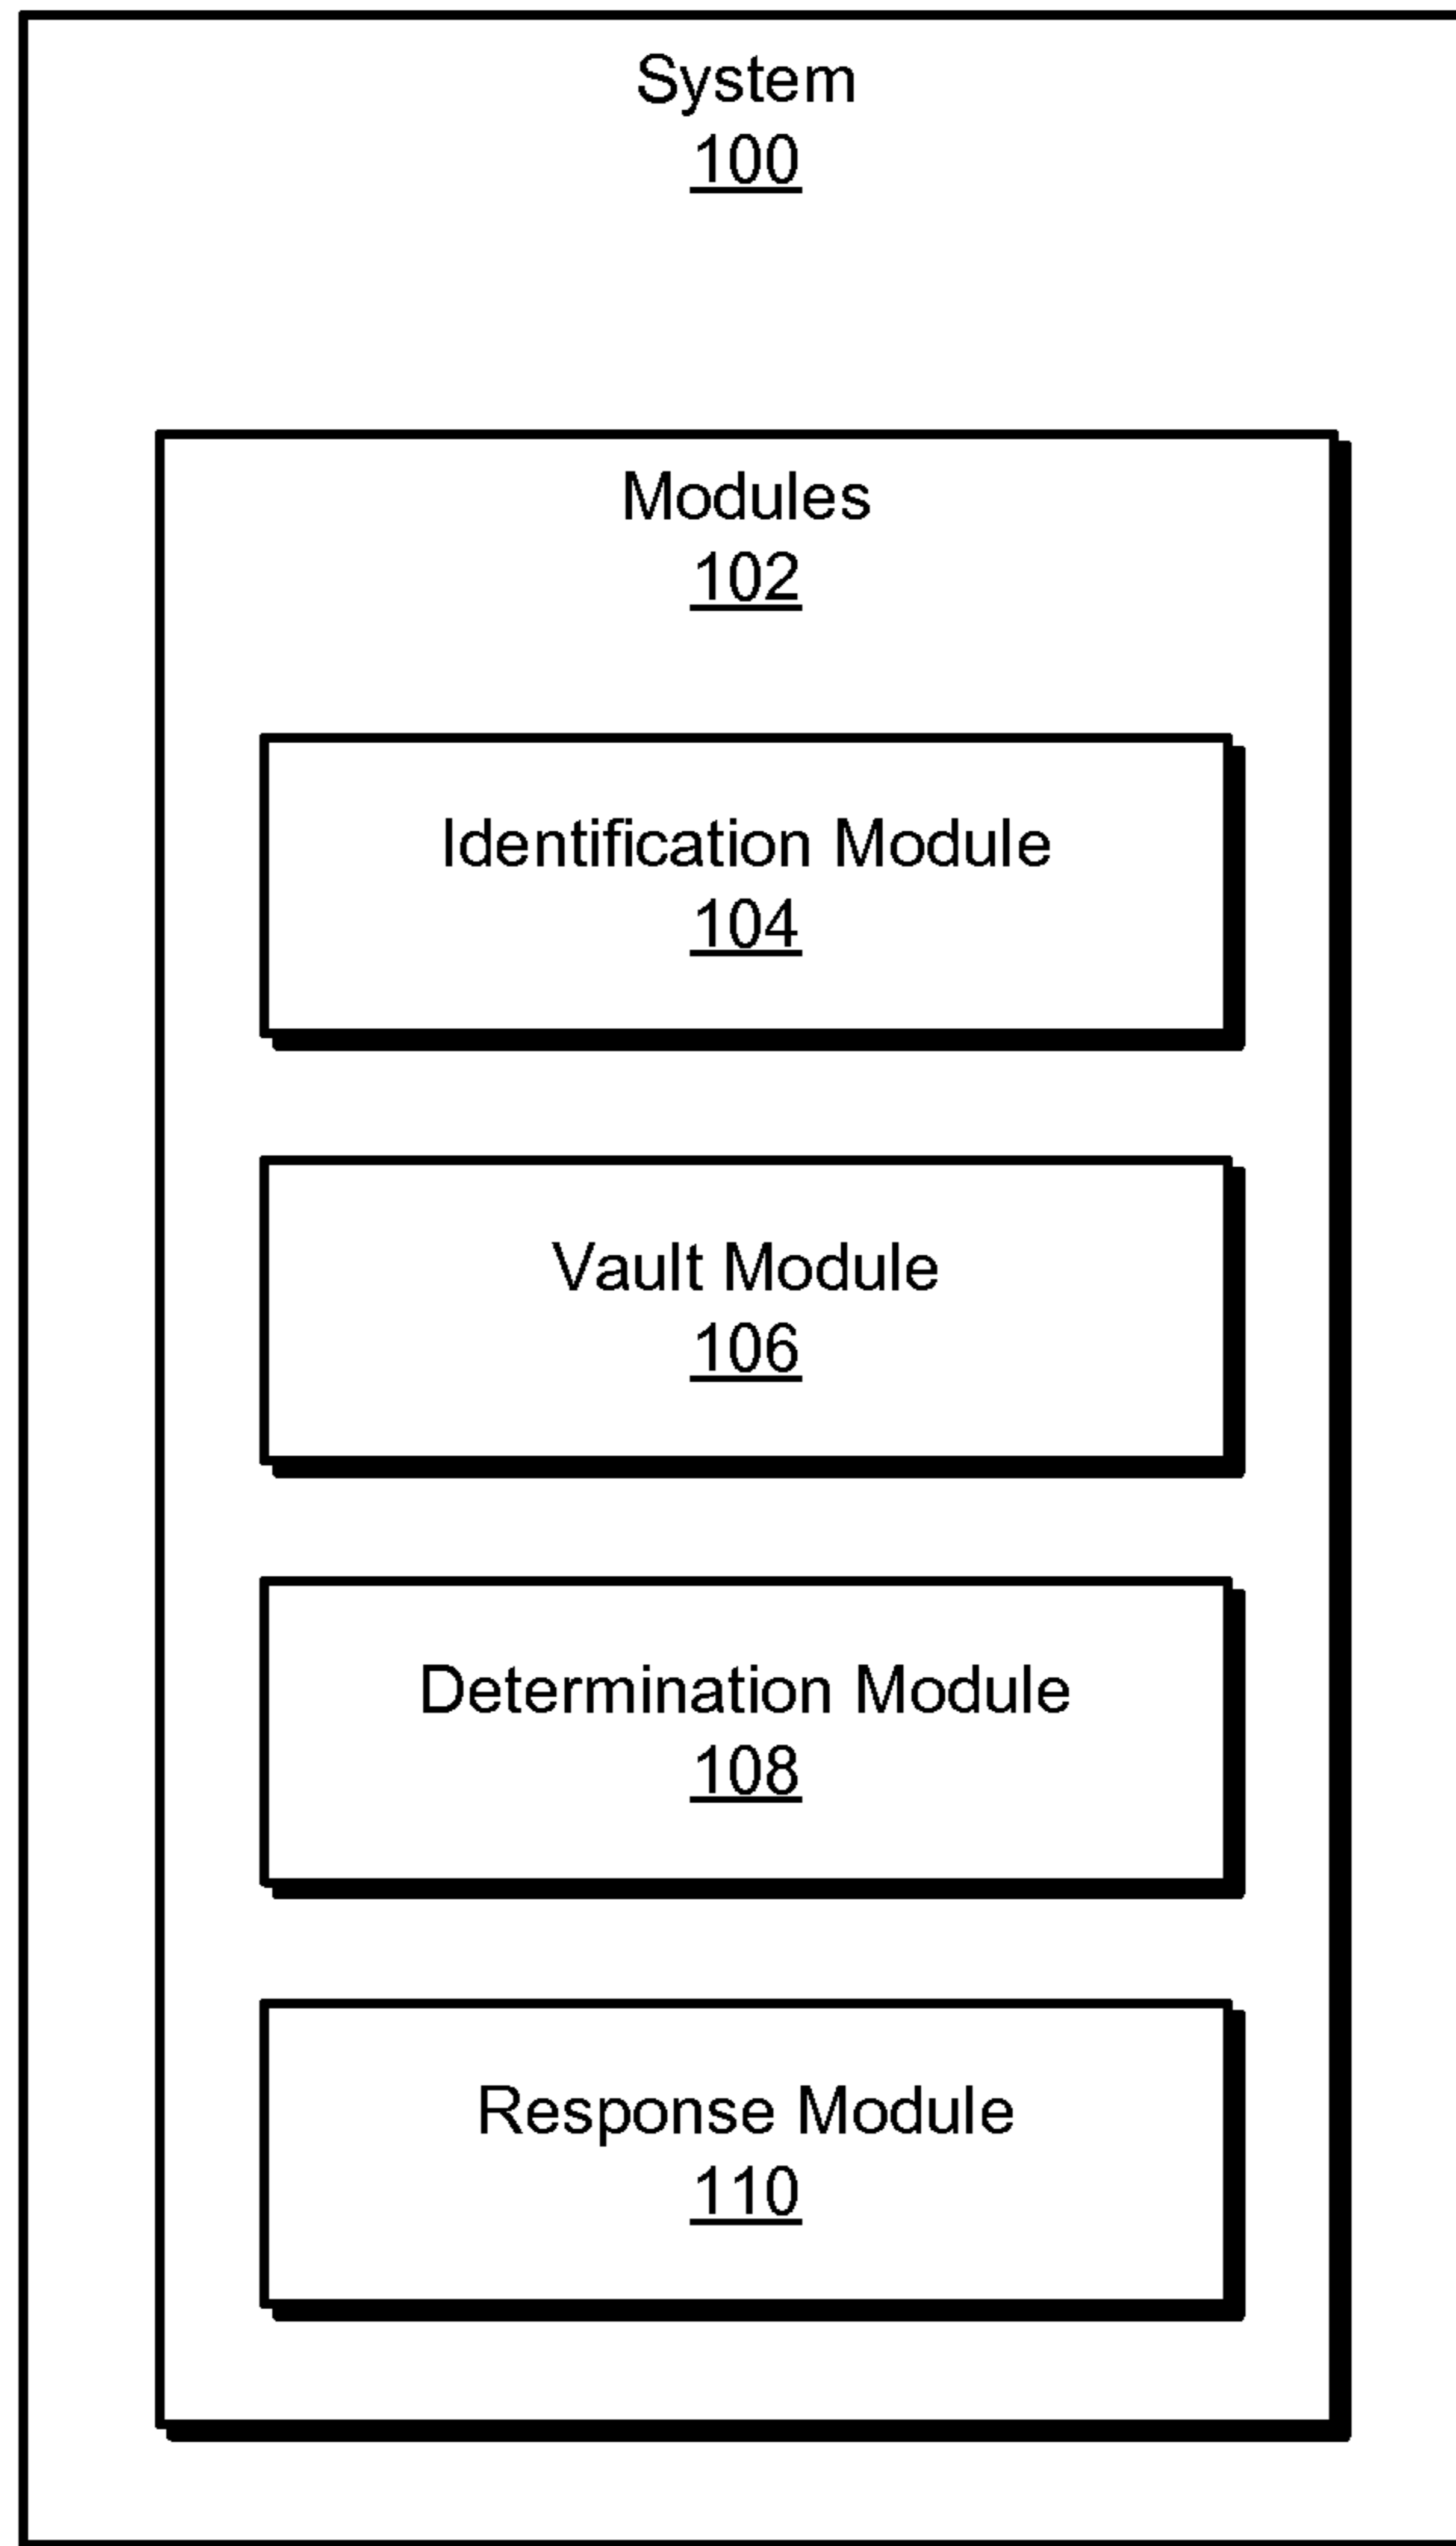 System
100
Modules
102
Identification Module
104
Vault Module
106
Determination Module
108
Response Module
110